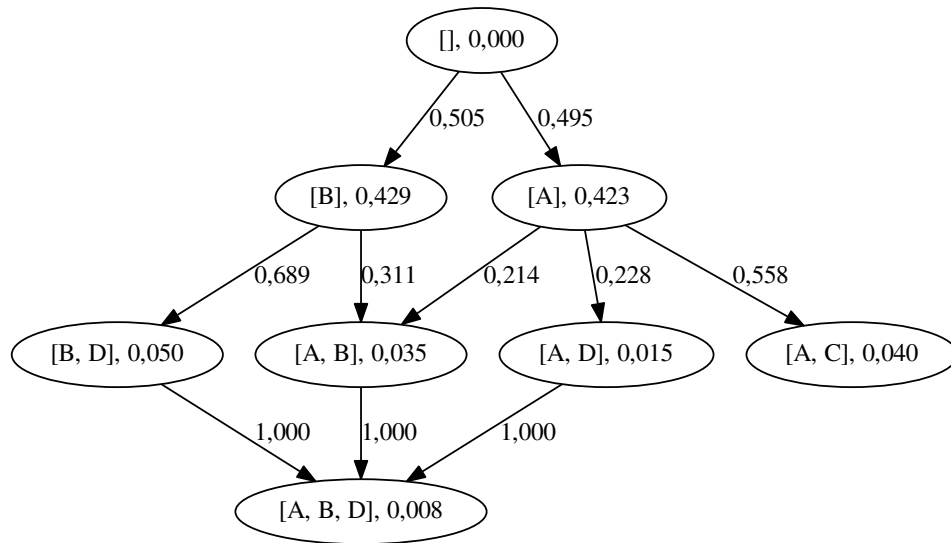 [], 0,000
0,505
0,495
[B], 0,429
[A], 0,423
0,689
0,311
0,214
0,228
0,558
[B, D], 0,050
[A, B], 0,035
[A, D], 0,015
[A, C], 0,040
1,000
1,000
1,000
[A, B, D], 0,008